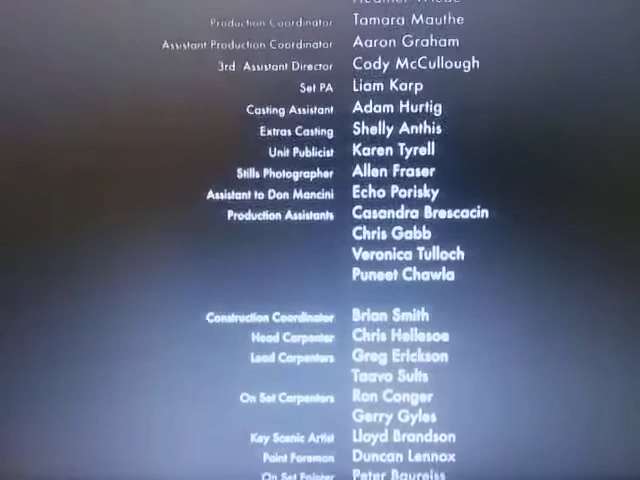 Production Coordinator Tamara Mauthe
Assistant Production Coordinator Aaron Graham
3rd. Assistant Director Cody McCullough
Set PA Liam Karp
Casting Assistant Adam Hurtig
Extras Casting Shelly Anthis
Unit Publicist Karen Tyrell
Stills Photographer Allen Fraser
Assistant to Don Mancini Echo Porisky
Production Assistants Casandra Brescacin
Chris Gabb
Veronica Tulloch
Puneet Chawla
Construction Coordinator Brian Smith
Head Carpenter Chris Hellesoe
Lead Carpenters Greg Erickson
Taavo Sults
On Set Carpenters Ron Conger
Gerry Gyles
Key Scenic Artist Lloyd Brandson
Paint Foreman Duncan Lennox
On Set Painter Peter